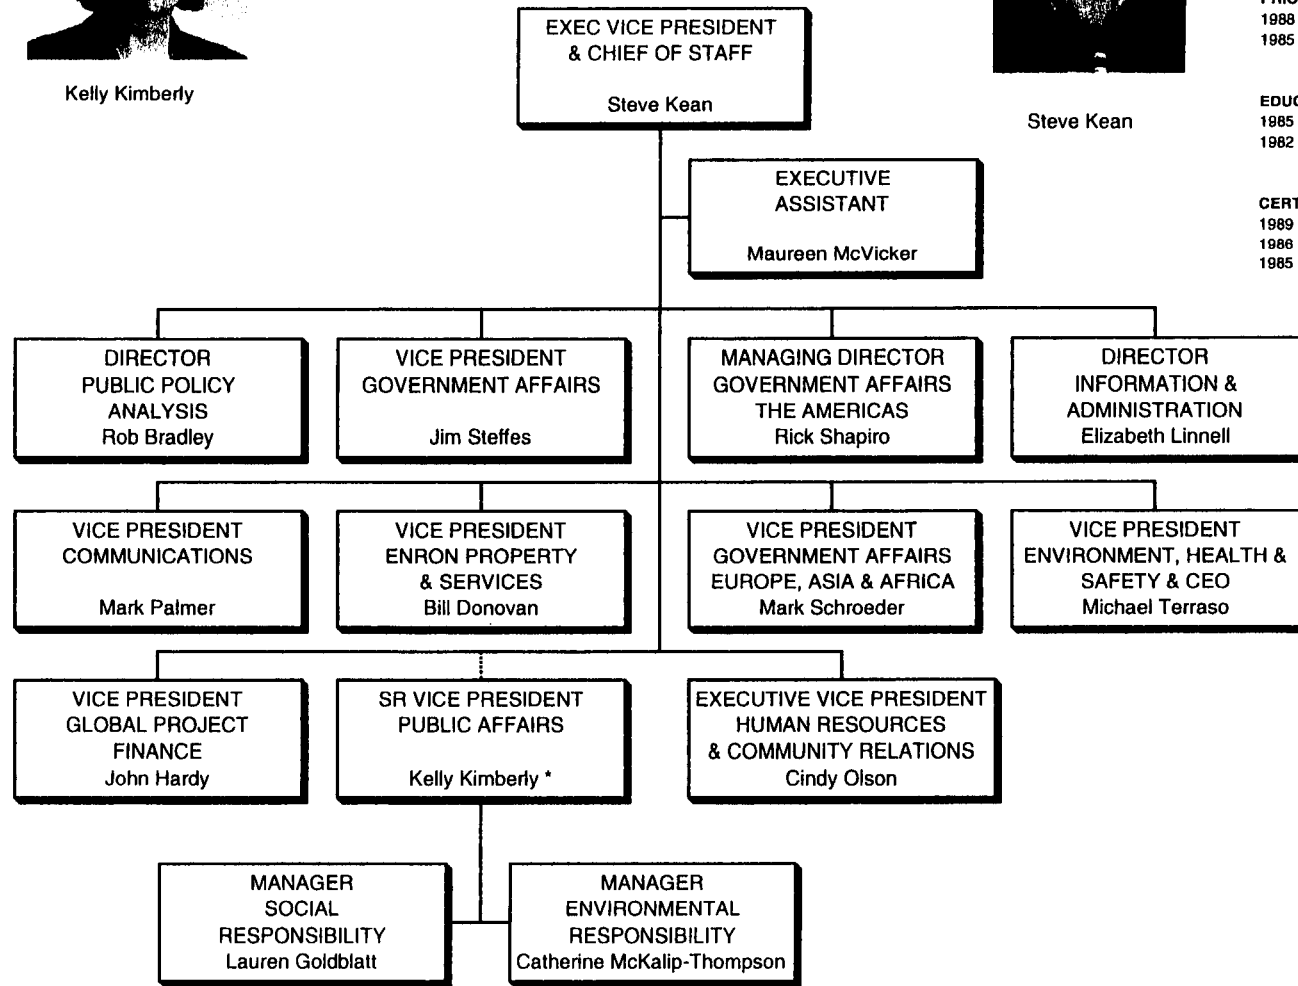 Kelly Kimberly
EXEC VICE PRESIDENT
& CHIEF OF STAFF
Steve Kean
Steve Kean
1988
1985
1985
1982
1989
1986
1985
EXECUTIVE
ASSISTANT
Maureen McVicker
DIRECTOR
PUBLIC POLICY
ANALYSIS
Rob Bradley
VICE PRESIDENT
GOVERNMENT AFFAIRS
Jim Steffes
MANAGING DIRECTOR
GOVERNMENT AFFAIRS
THE AMERICAS
Rick Shapiro
DIRECTOR
INFORMATION &
ADMINISTRATION
Elizabeth Linnell
VICE PRESIDENT
COMMUNICATIONS
Mark Palmer
VICE PRESIDENT
ENRON PROPERTY
& SERVICES
Bill Donovan
VICE PRESIDENT
GOVERNMENT AFFAIRS
EUROPE, ASIA & AFRICA
Mark Schroeder
VICE PRESIDENT
ENVIRONMENT, HEALTH &
SAFETY & CEO
Michael Terraso
VICE PRESIDENT
GLOBAL PROJECT
FINANCE
John Hardy
SR VICE PRESIDENT
PUBLIC AFFAIRS
Kelly Kimberly *
EXECUTIVE VICE PRESIDENT
HUMAN RESOURCES
& COMMUNITY RELATIONS
Cindy Olson
MANAGER
SOCIAL
RESPONSIBILITY
Lauren Goldblatt
MANAGER
ENVIRONMENTAL
RESPONSIBILITY
Catherine McKalip-Thompson